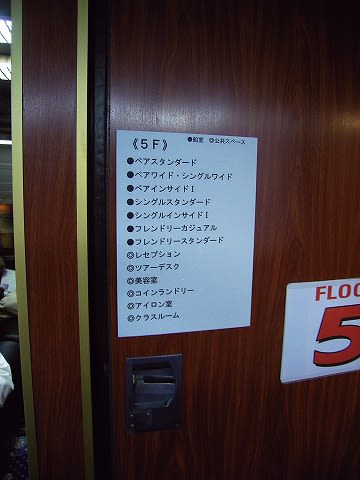 《５Ｆ》 ●船室 ◎公共スペース
●ペアスタンダード
●ペアワイド・シングルワイド
●ペアインサイドⅠ
●シングルスタンダード
●シングルインサイドⅠ
●フレンドリーカジュアル
●フレンドリースタンダード
◎レセプション
◎ツアーデスク
◎美容室
◎コインランドリー
◎アイロン室
◎クラスルーム
5